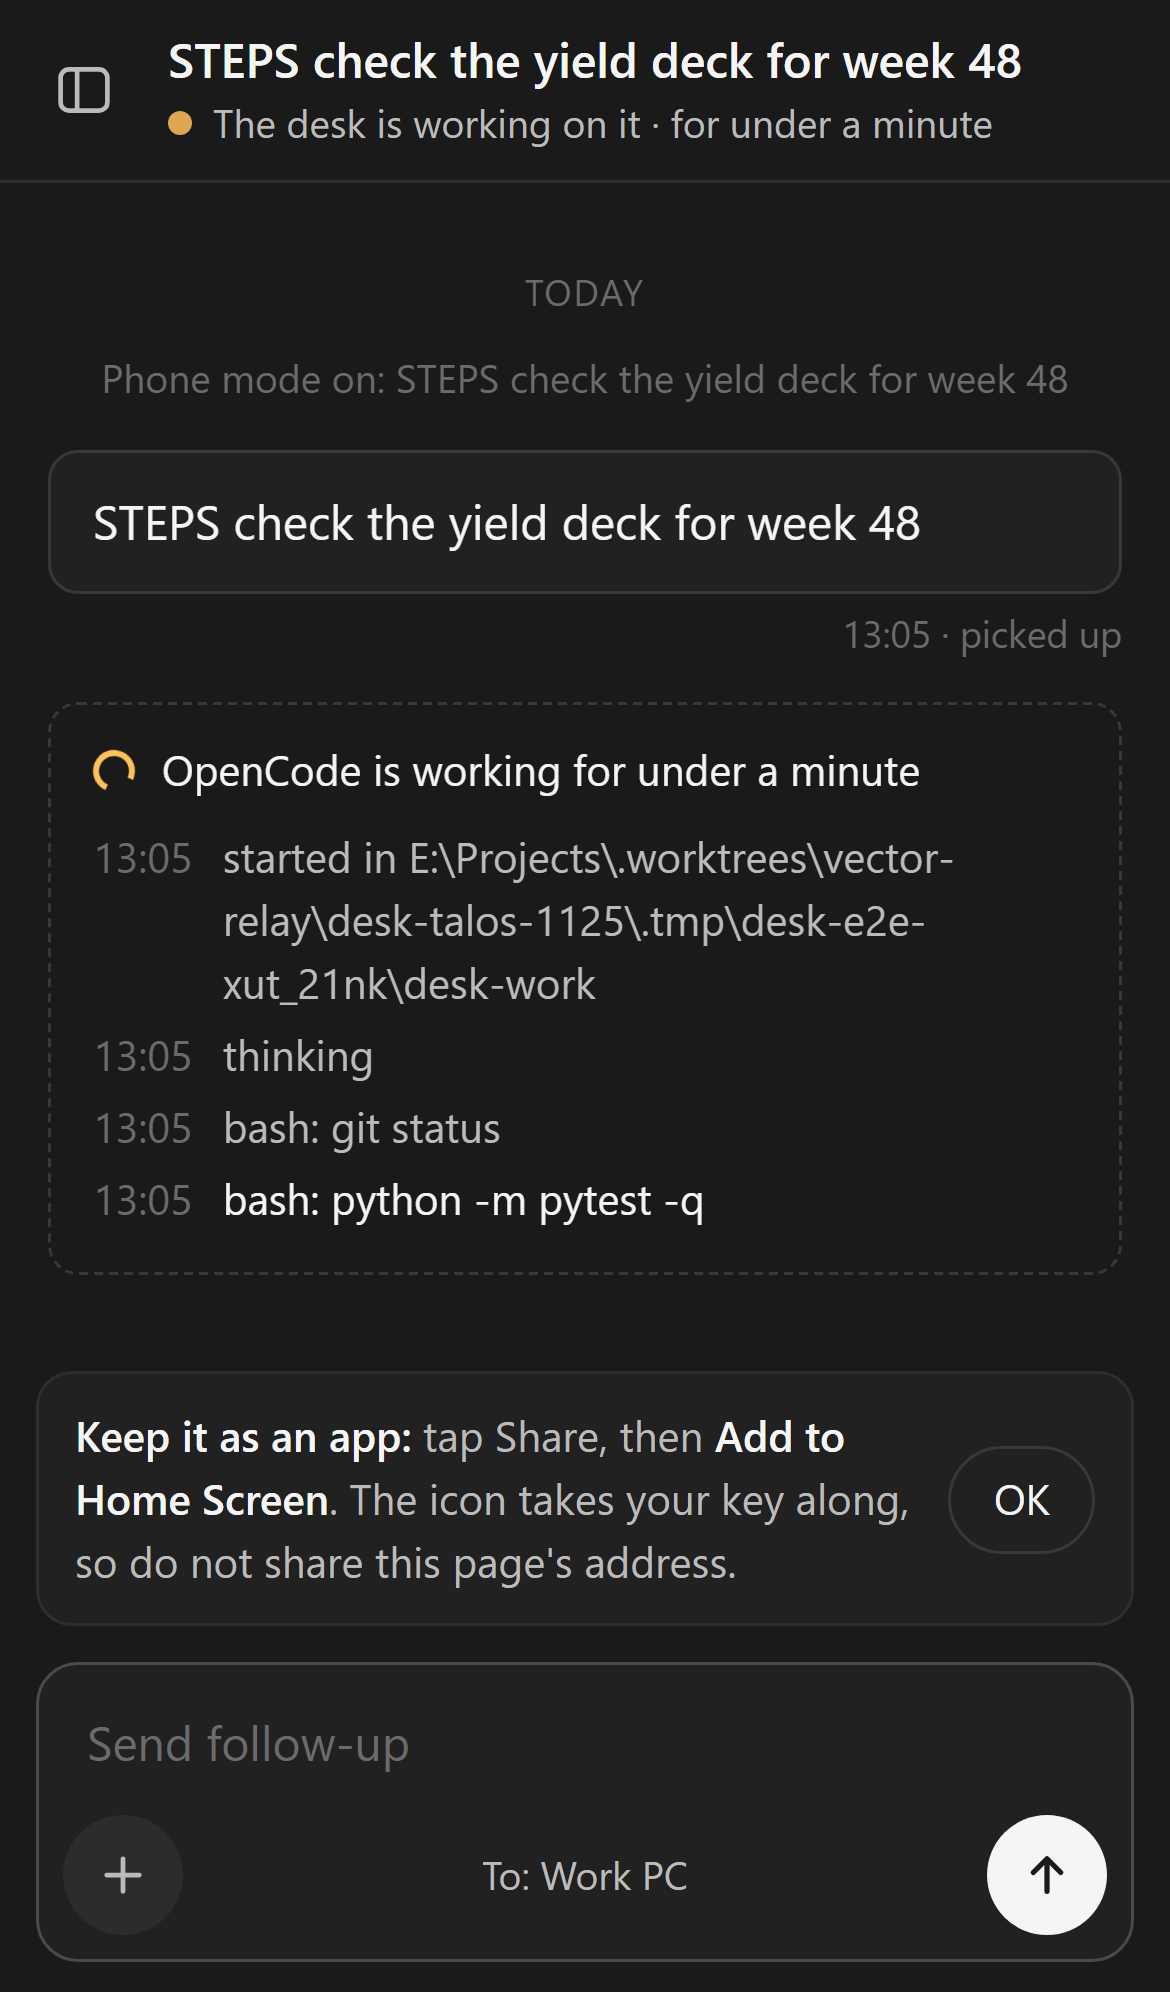 STEPS check the yield deck for week 48
The desk is working on it · for under a minute
TODAY
Phone mode on: STEPS check the yield deck for week 48
STEPS check the yield deck for week 48
13:05 · picked up
OpenCode is working for under a minute
13:05 started in E:\Projects\.worktrees\vector-
relay\desk-talos-1125\.tmp\desk-e2e-
xut_21nk\desk-work
13:05 thinking
13:05 bash: git status
13:05 bash: python -m pytest -q
Keep it as an app: tap Share, then Add to
Home Screen. The icon takes your key along,
so do not share this page's address.
OK
Send follow-up
To: Work PC